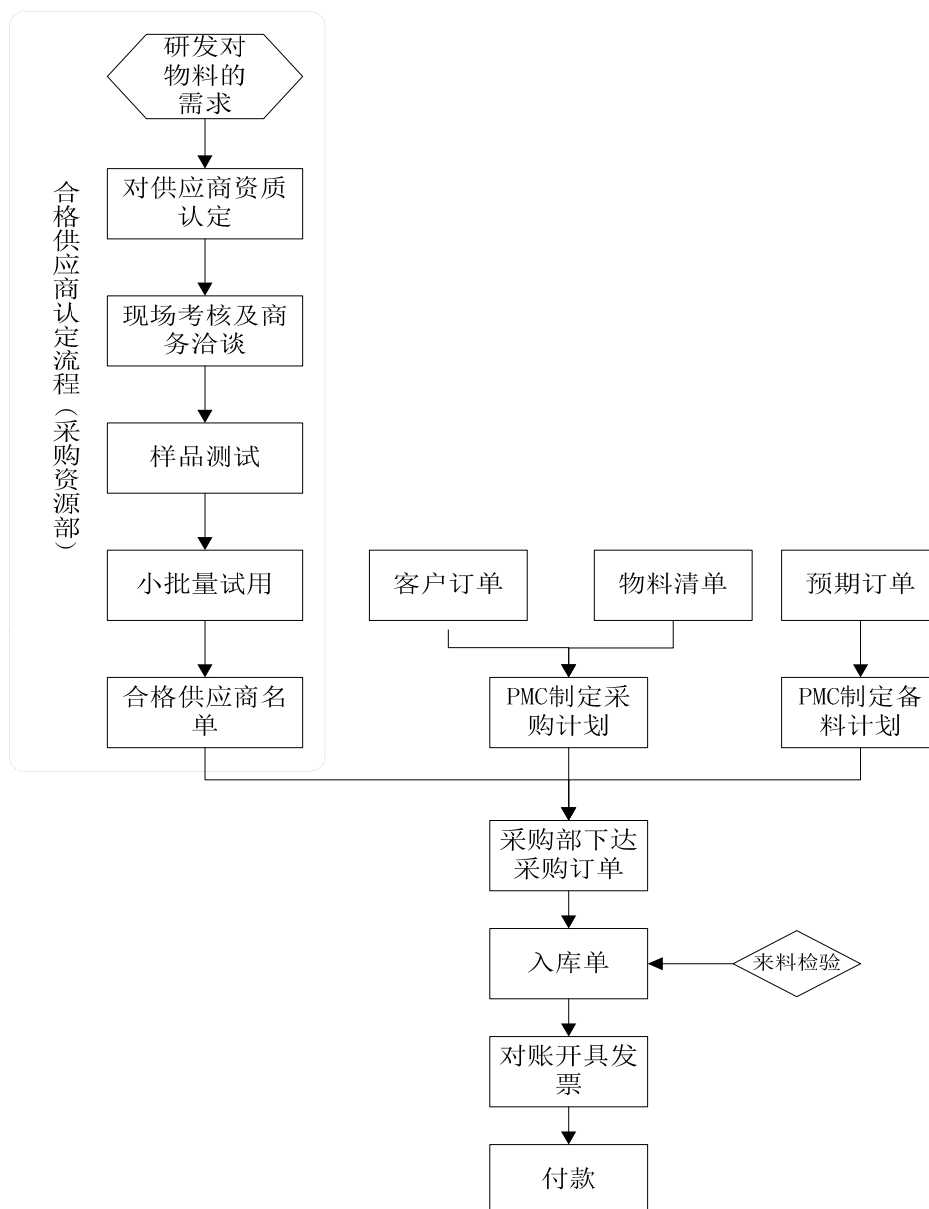 研发对
物料的
需求
对供应商资质
认定
现场考核及商
务洽谈
样品测试
小批量试用
合格供应商名
单
合格供应商认定流程（采购资源部）
客户订单
物料清单
预期订单
PMC制定采
购计划
PMC制定备
料计划
采购部下达
采购订单
入库单
来料检验
对账开具发
票
付款